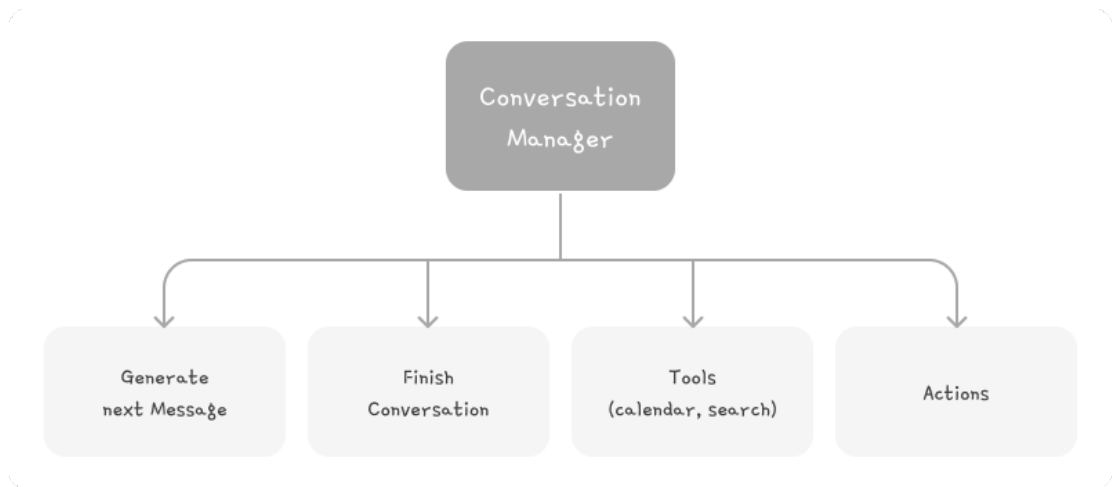 Conversation
Manager
Generate
next Message
Finish
Conversation
Tools
(calendar, search)
Actions